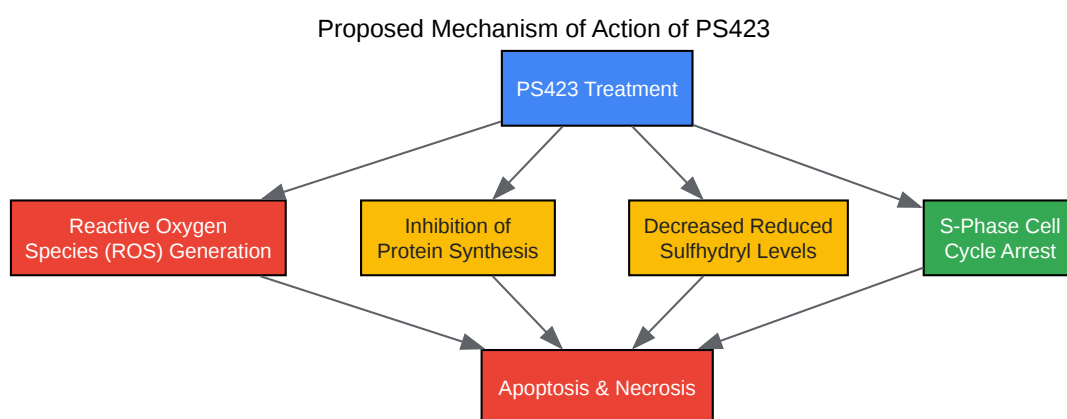 Proposed Mechanism of Action of PS423
PS423 Treatment
Reactive Oxygen
Species (ROS) Generation
Inhibition of
Protein Synthesis
Decreased Reduced
Sulfhydryl Levels
S-Phase Cell
Cycle Arrest
Apoptosis & Necrosis